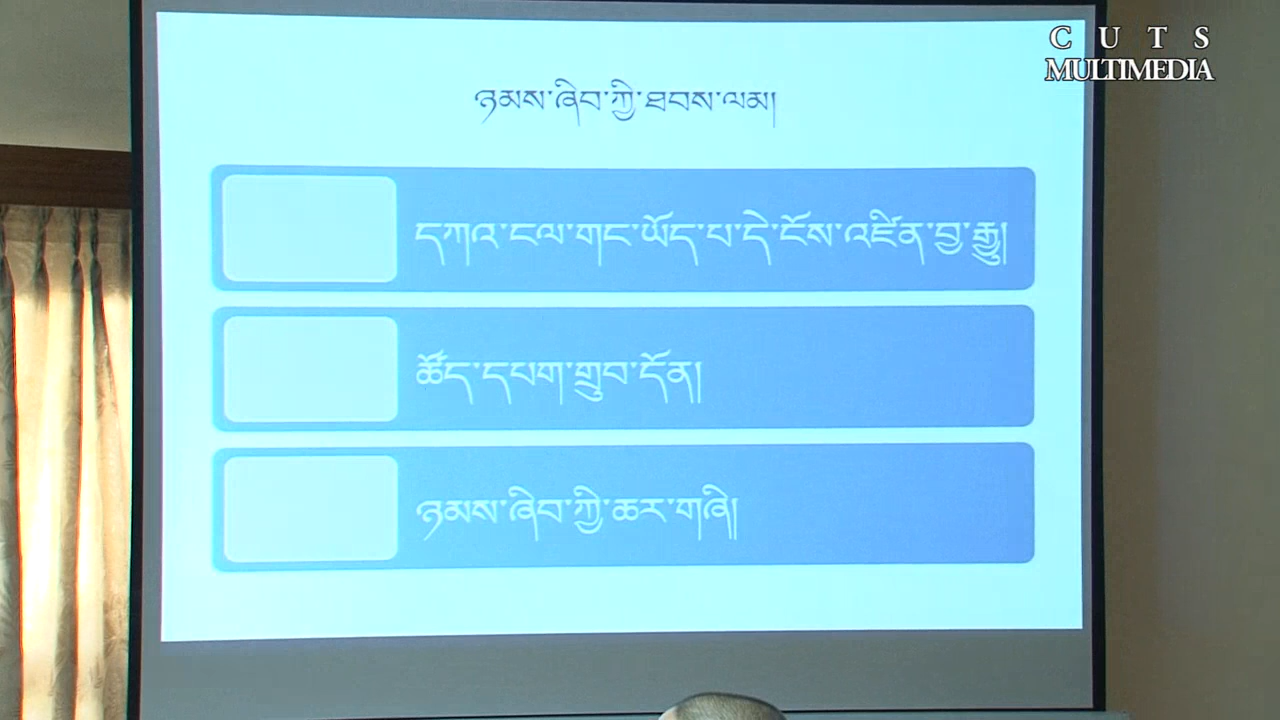 C U T S
MULTIMEDIA
ཉམས་ཞིབ་ཀྱི་ཐབས་ལམ།
དཀའ་ངལ་གང་ཡོད་པ་དེ་ངོས་འཛིན་བྱ་རྒྱུ།
ཚོད་དཔག་གྲུབ་དོན།
ཉམས་ཞིབ་ཀྱི་ཆར་གཞི།